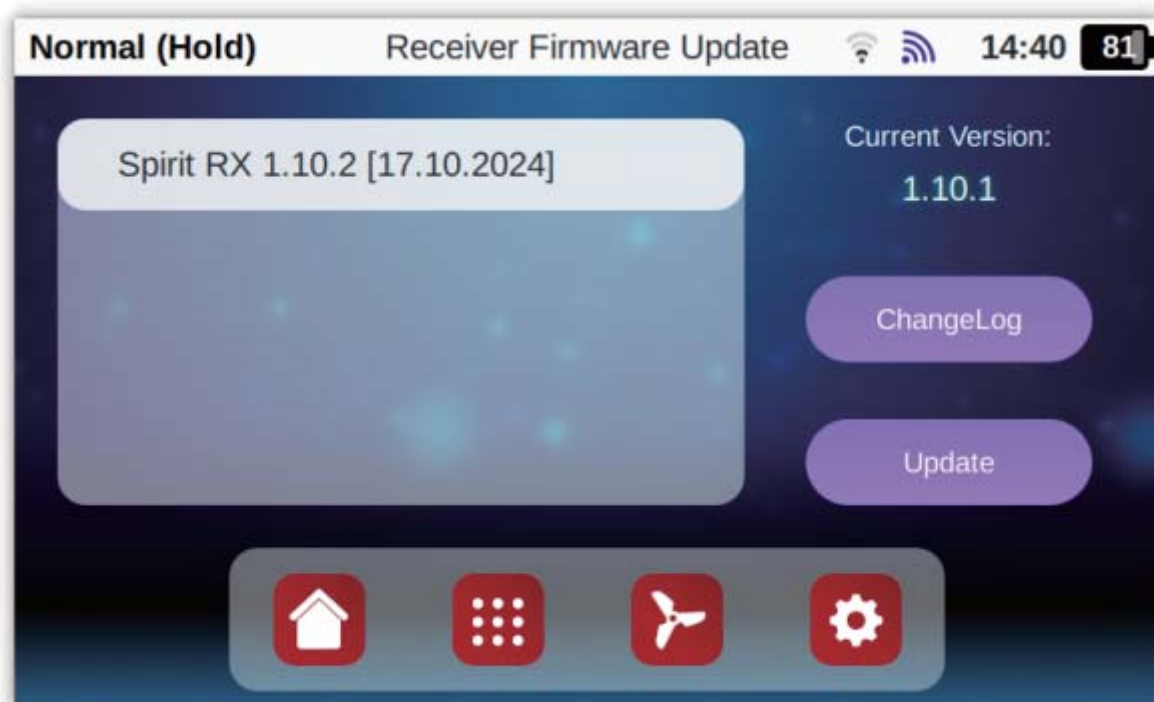 Normal (Hold) Receiver Firmware Update 14:40 81
Spirit RX 1.10.2 [17.10.2024]
Current Version:
1.10.1
ChangeLog
Update